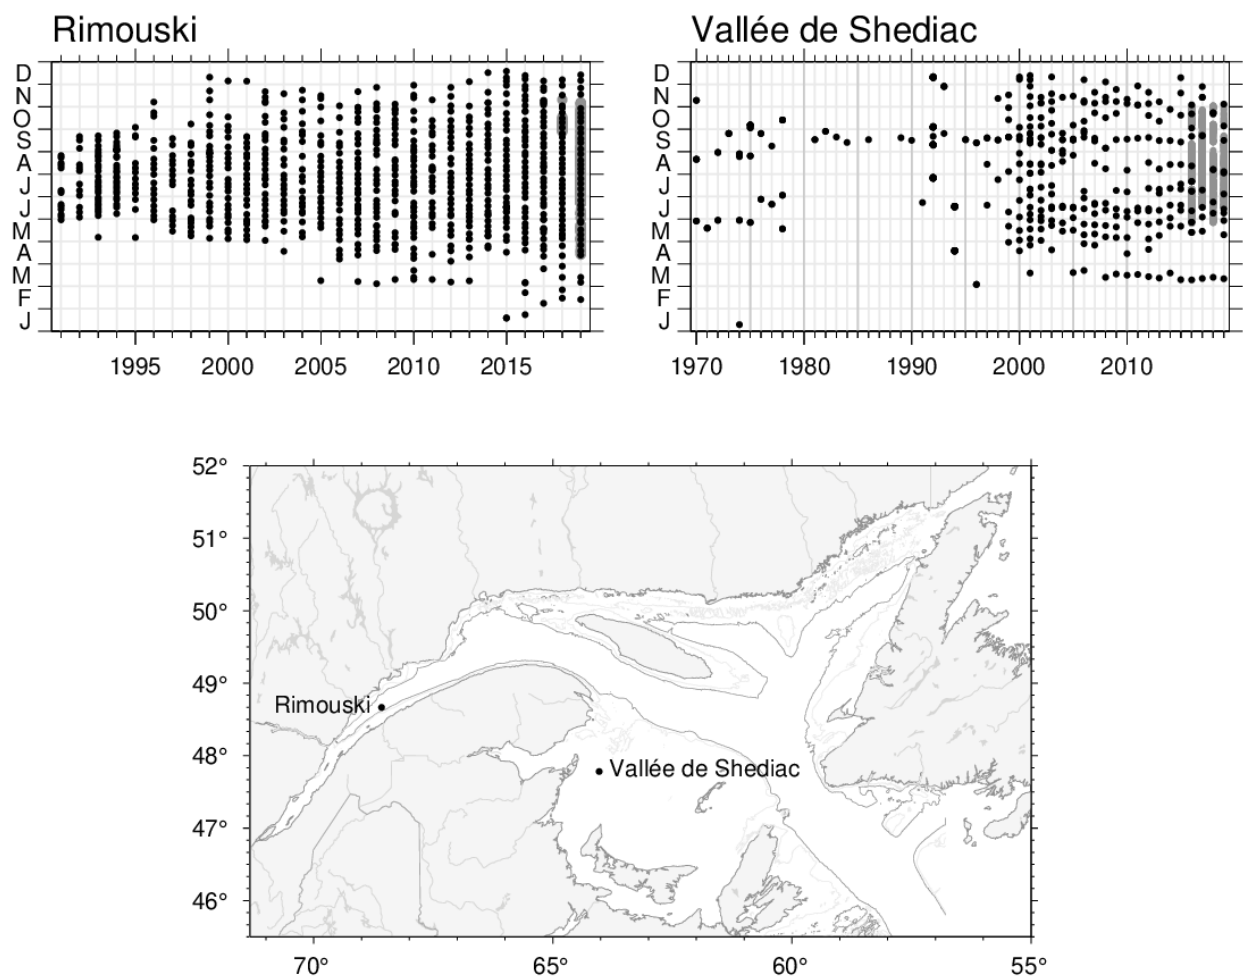 Rimouski
Vallée de Shediac
D
N
O
S
A
J
J
M
A
M
F
J
1995 2000 2005 2010 2015
D
N
O
S
A
J
J
M
A
M
F
J
1970 1980 1990 2000 2010
52°
51°
50°
49°
Rimouski
48°
Vallée de Shediac
47°
46°
70° 65° 60° 55°